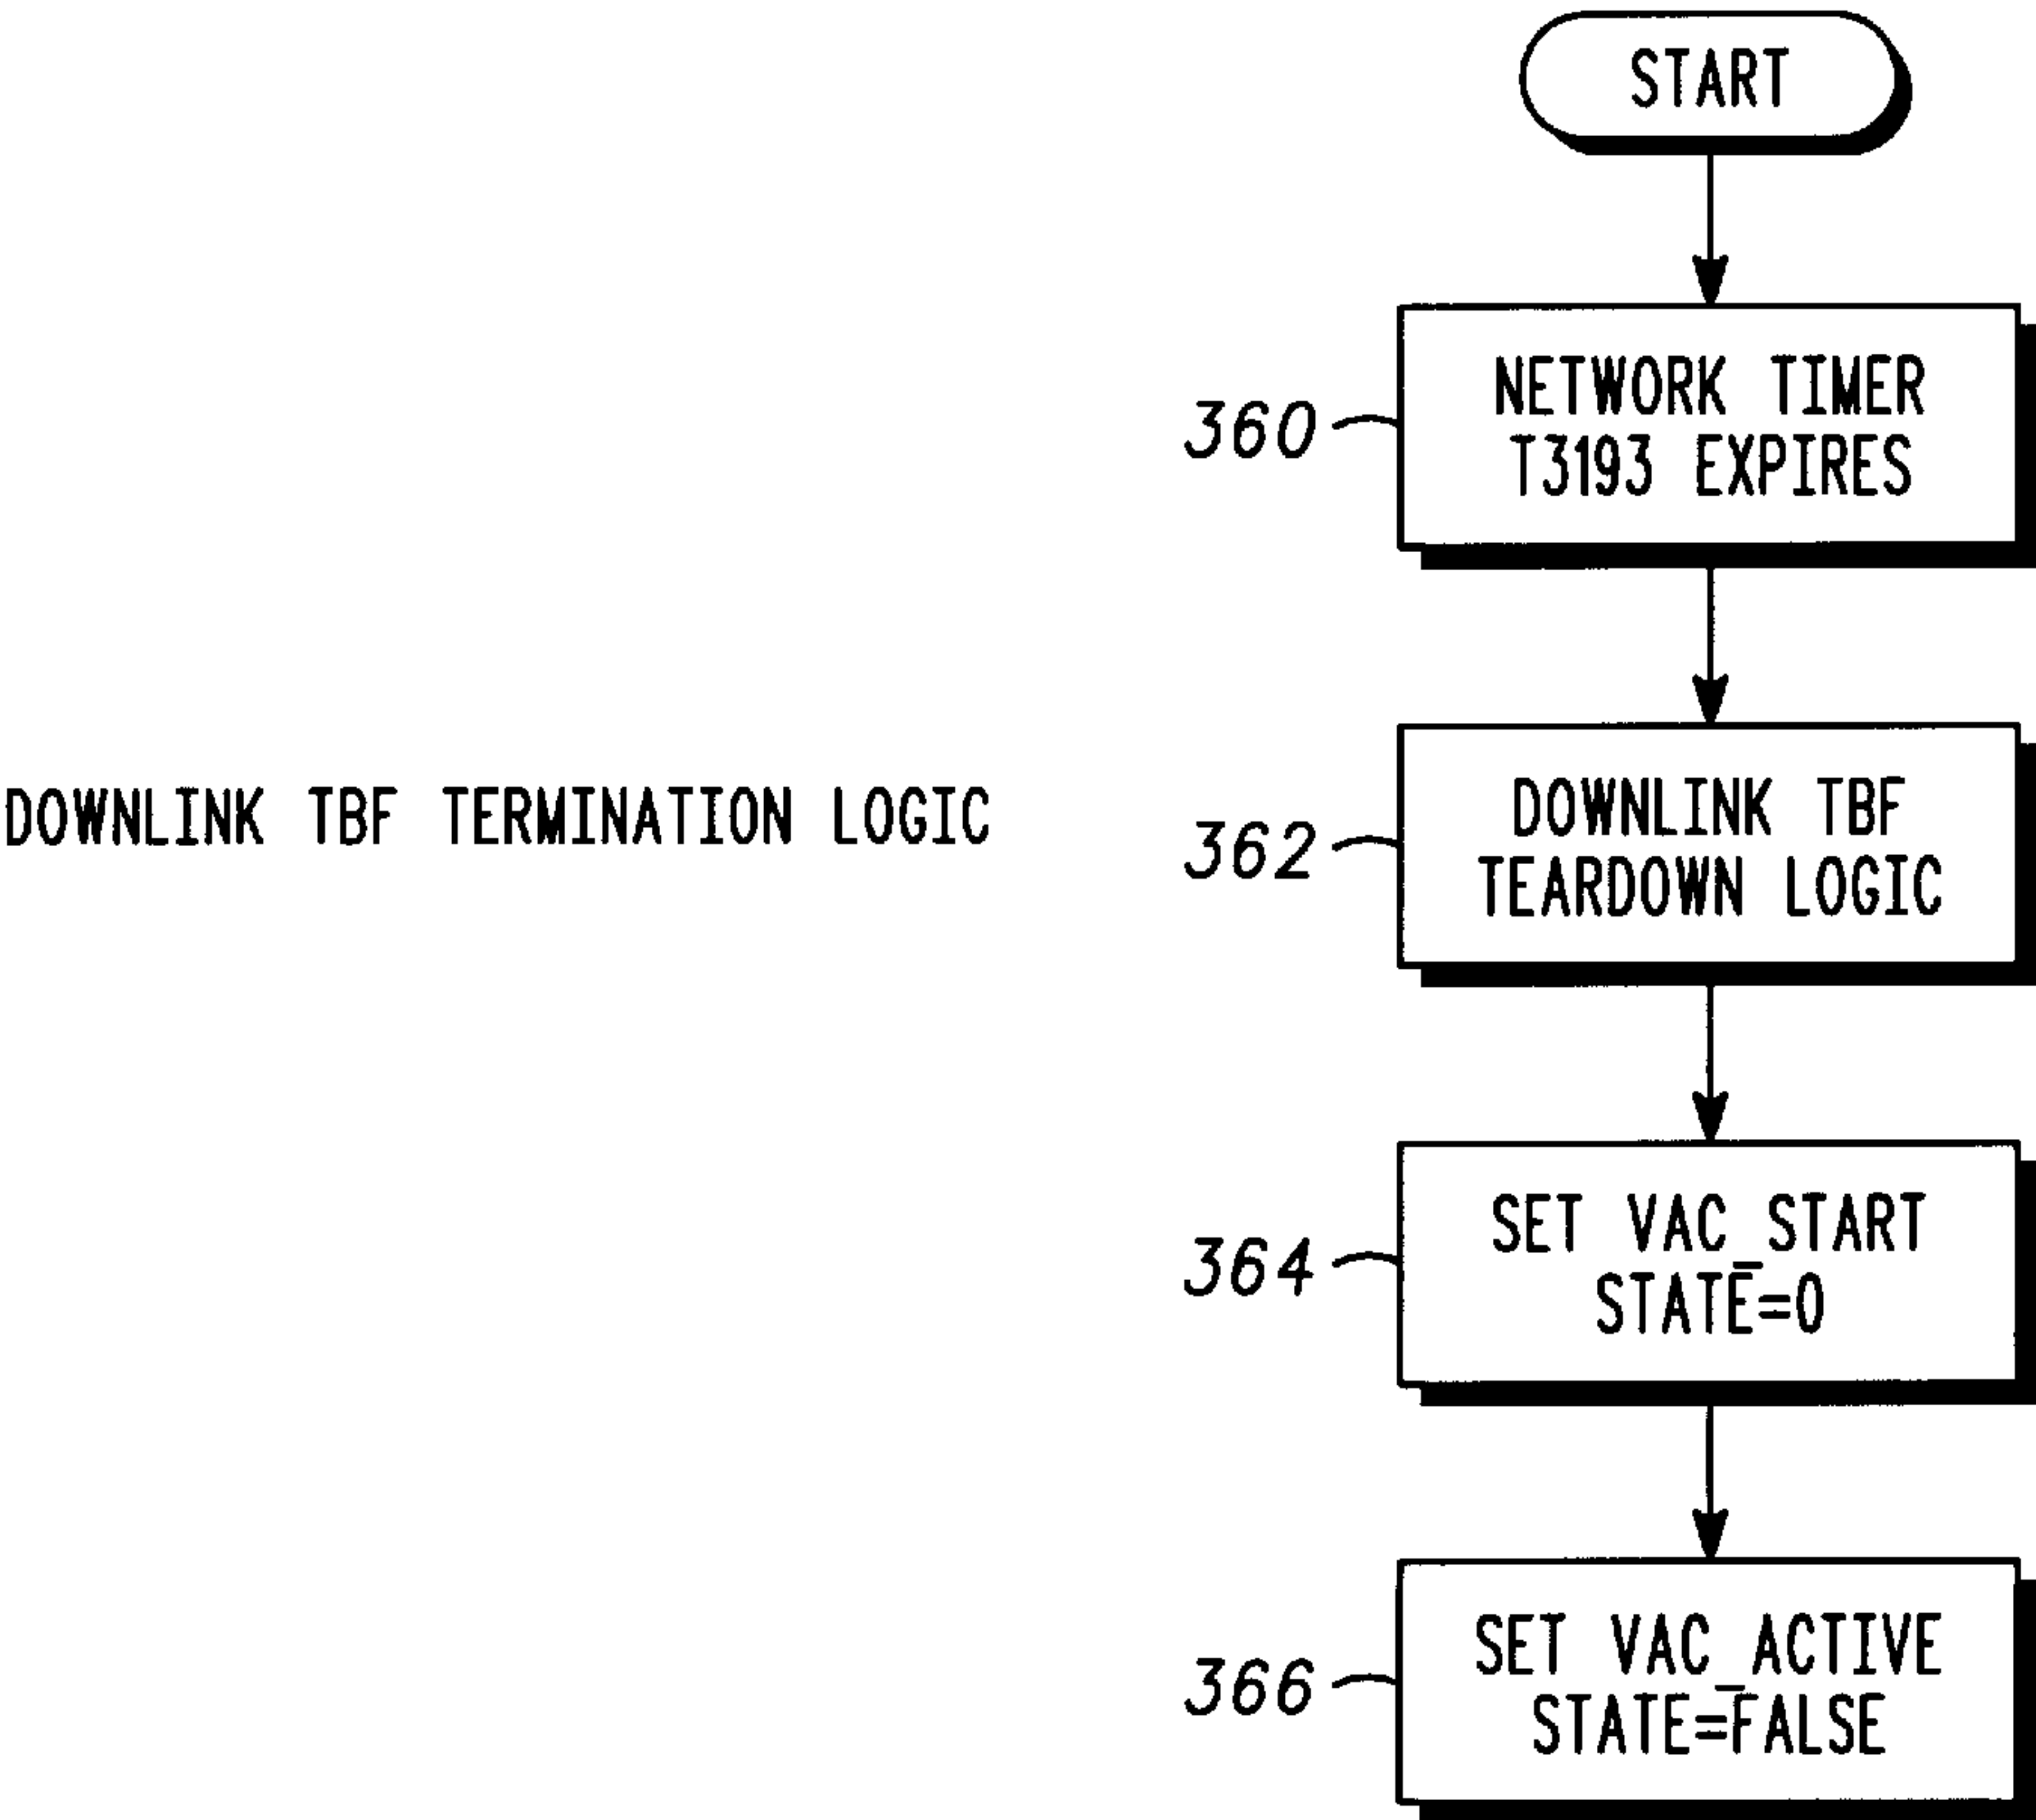 START
360
NETWORK TIMER
T3193 EXPIRES
DOWNLINK TBF TERMINATION LOGIC
362
DOWNLINK TBF
TEARDOWN LOGIC
364
SET VAC_START
STATE=0
366
SET VAC_ACTIVE
STATE=FALSE